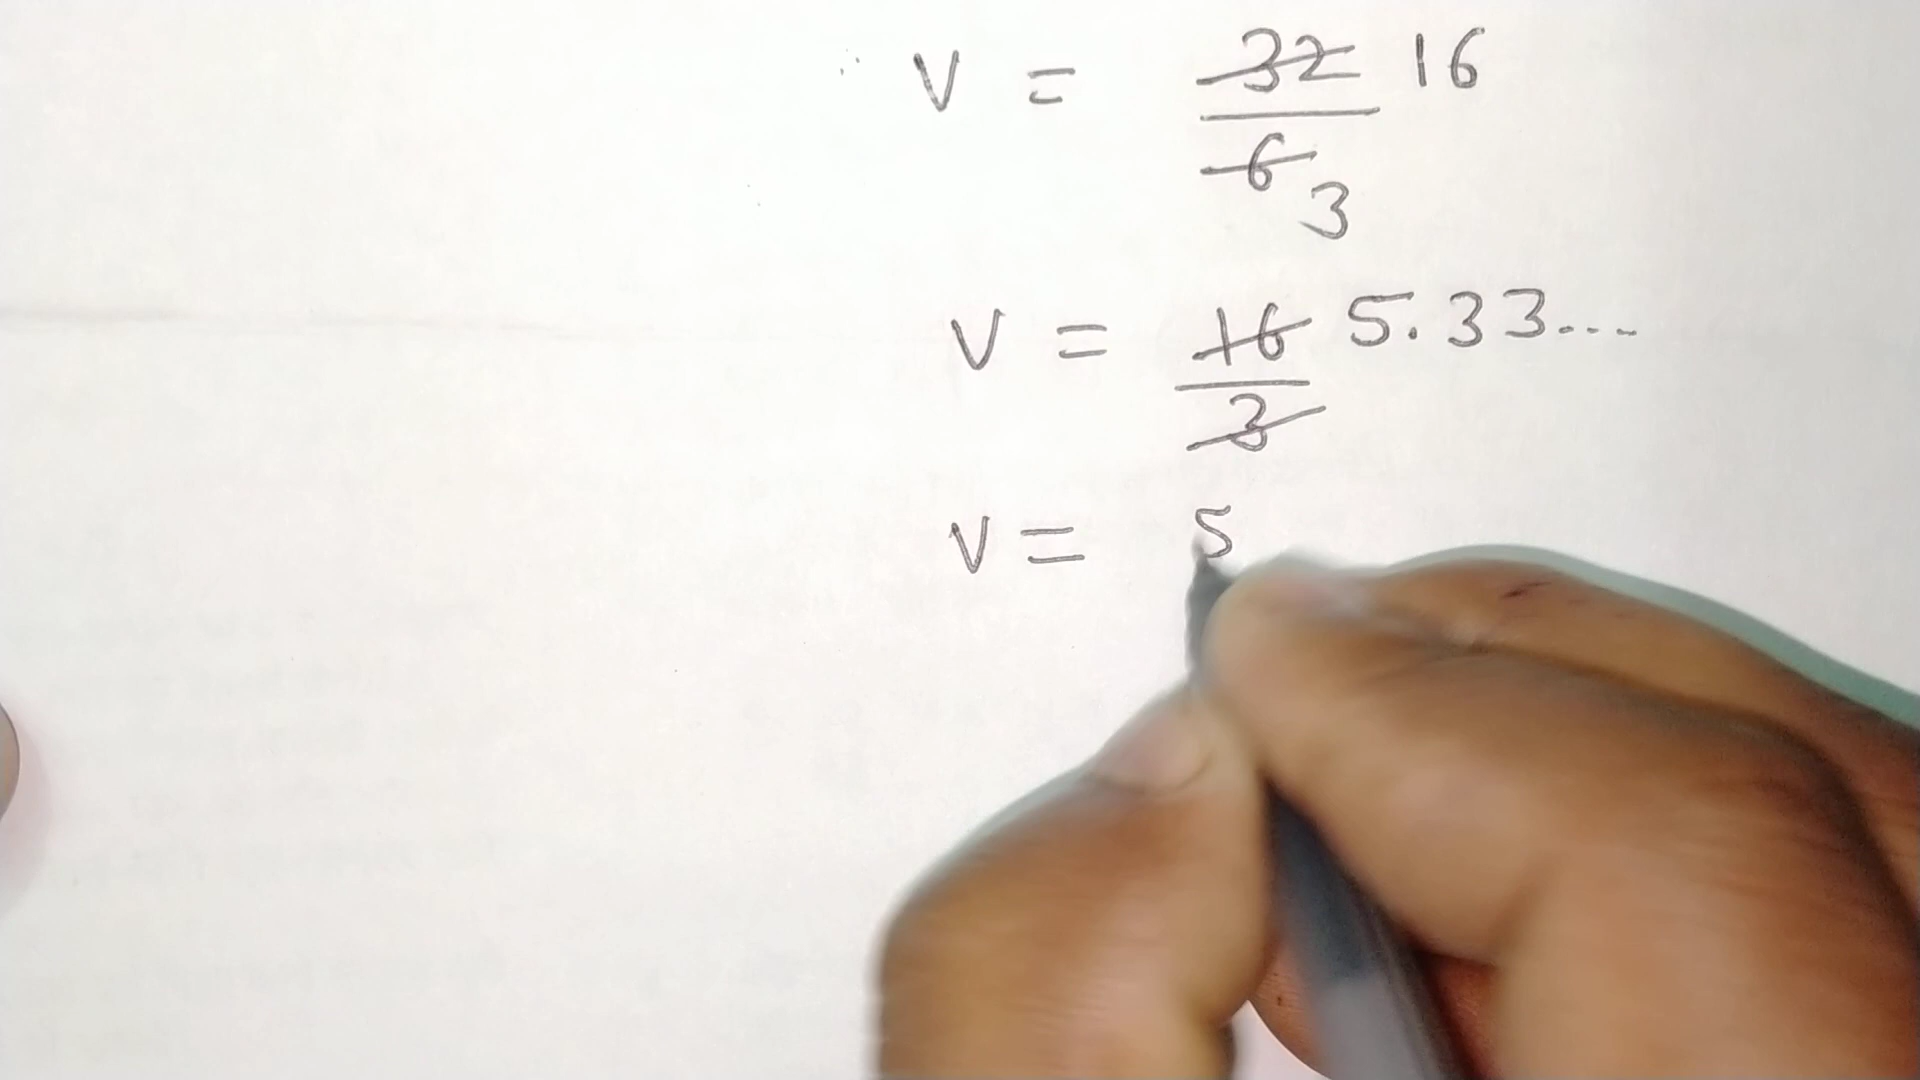 ∴ V = 32/6 16 3
V = 16/3 5.33...
V = 5